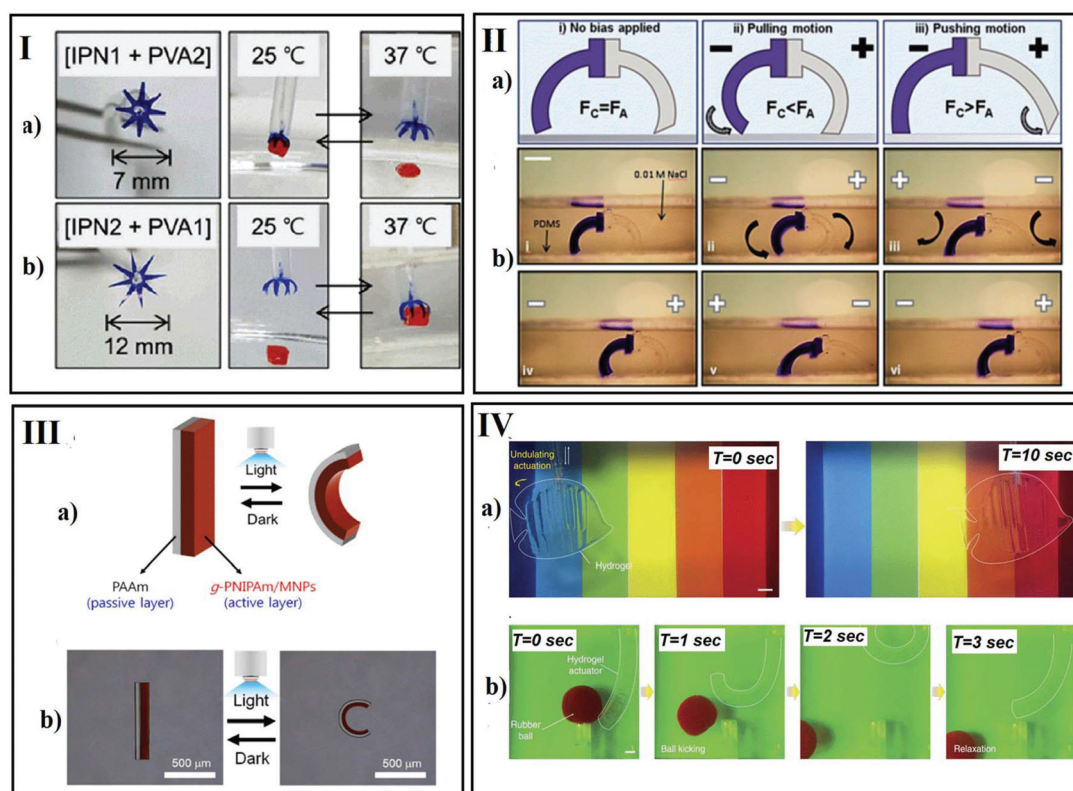 I
[IPN1 + PVA2]
25 ℃
37 ℃
a)
7 mm
[IPN2 + PVA1]
25 ℃
37 ℃
b)
12 mm
II
i) No bias applied
ii) Pulling motion
iii) Pushing motion
a)
− + − +
F_C=F_A
F_C<F_A
F_C>F_A
b)
0.01 M NaCl
PDMS
− + + −
i
ii
iii
− + + − − +
iv
v
vi
III
a)
Light
Dark
PAAm
(passive layer)
g-PNIPAm/MNPs
(active layer)
b)
Light
Dark
500 μm
500 μm
IV
a)
Undulating
actuation
T=0 sec
T=10 sec
Hydrogel
b)
T=0 sec
T=1 sec
T=2 sec
T=3 sec
Hydrogel
actuator
Rubber
ball
Ball kicking
Relaxation